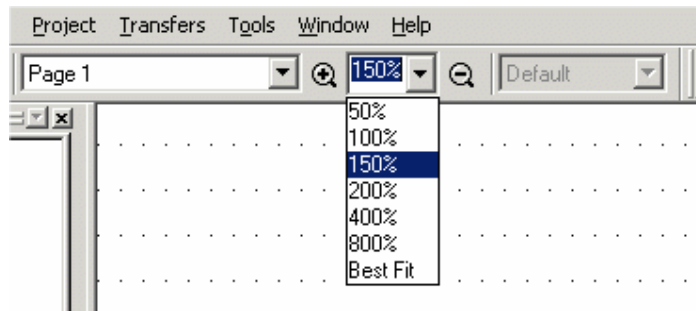 Project Transfers Tools Window Help
Page 1 150% Default
50%
100%
150%
200%
400%
800%
Best Fit